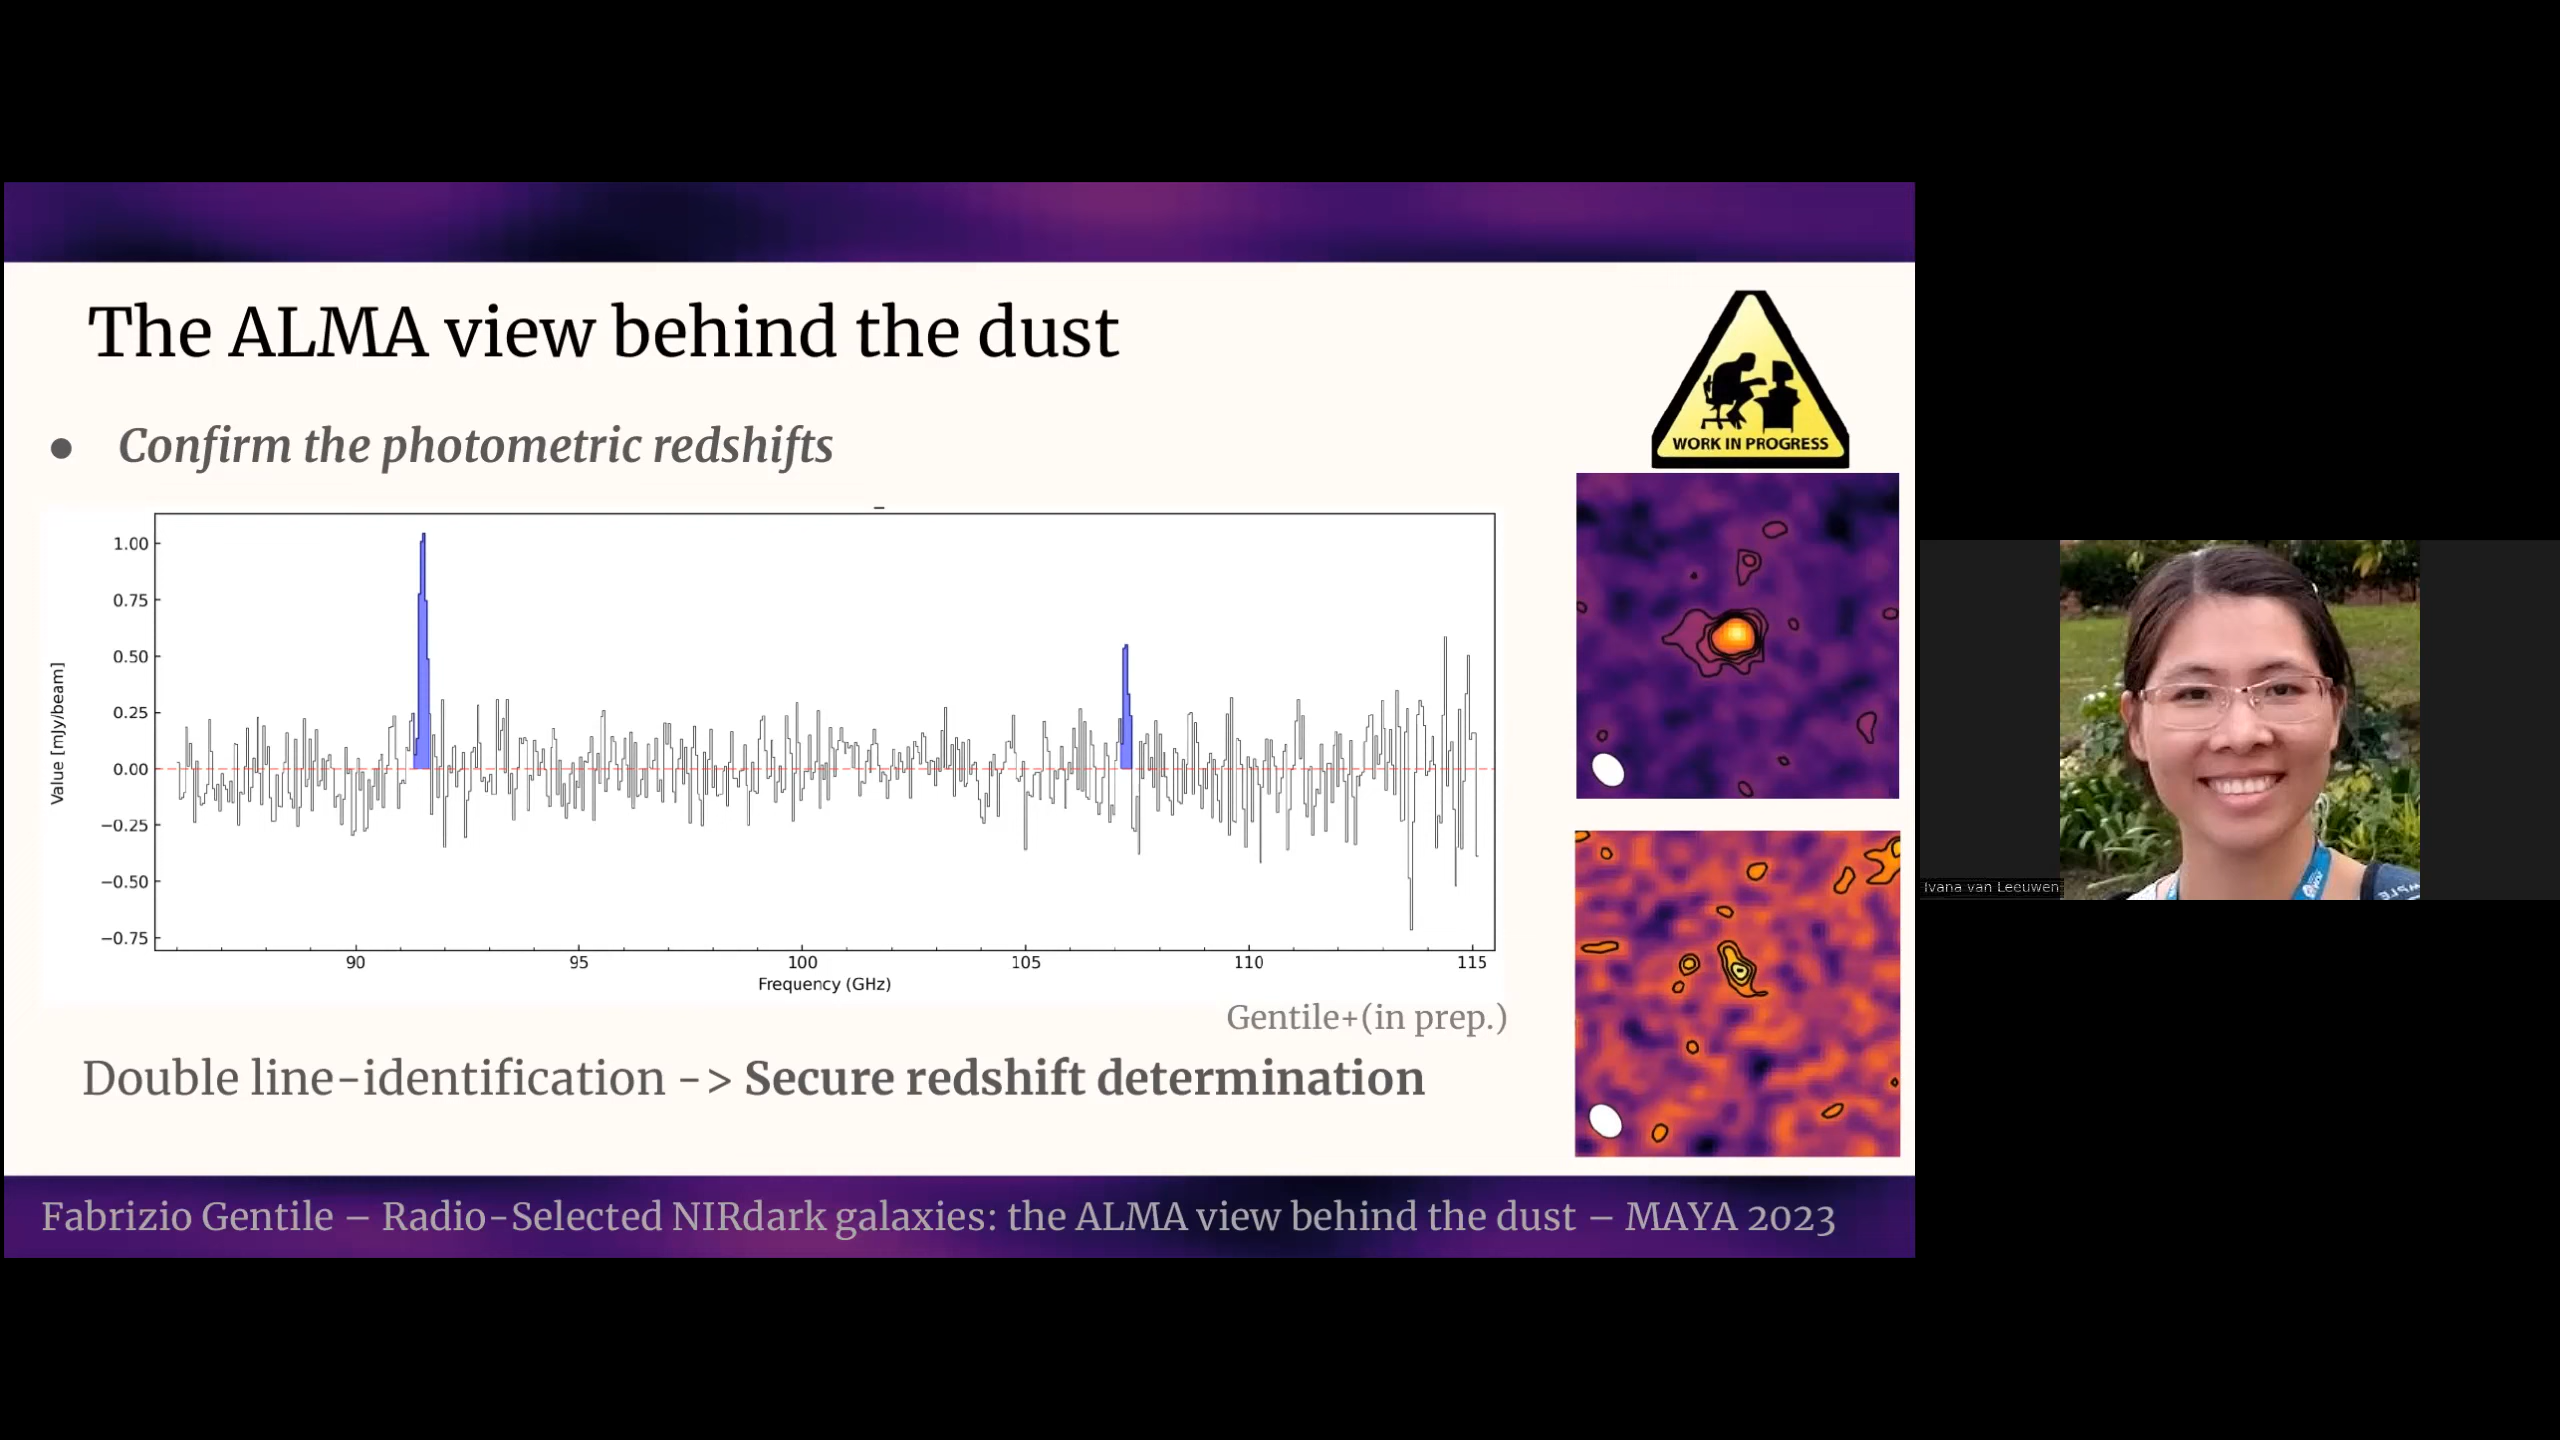 The ALMA view behind the dust
WORK IN PROGRESS
● Confirm the photometric redshifts
1.00
0.75
0.50
0.25
0.00
−0.25
−0.50
−0.75
Value [mJy/beam]
90 95 100 105 110 115
Frequency (GHz)
Gentile+(in prep.)
Double line-identification -> Secure redshift determination
Fabrizio Gentile – Radio-Selected NIRdark galaxies: the ALMA view behind the dust – MAYA 2023
Ivana van Leeuwen